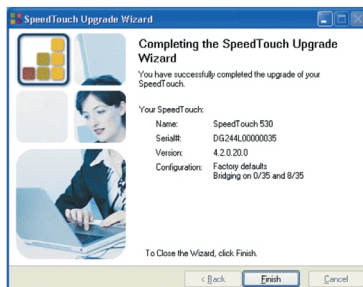 SpeedTouch Upgrade Wizard
Completing the SpeedTouch Upgrade
Wizard
You have successfully completed the upgrade of your
SpeedTouch.
Your SpeedTouch:
Name: SpeedTouch 530
Serial#: DG244L00000035
Version: 4.2.0.20.0
Configuration: Factory defaults
Bridging on 0/35 and 8/35
To Close the Wizard, click Finish.
< Back Finish Cancel